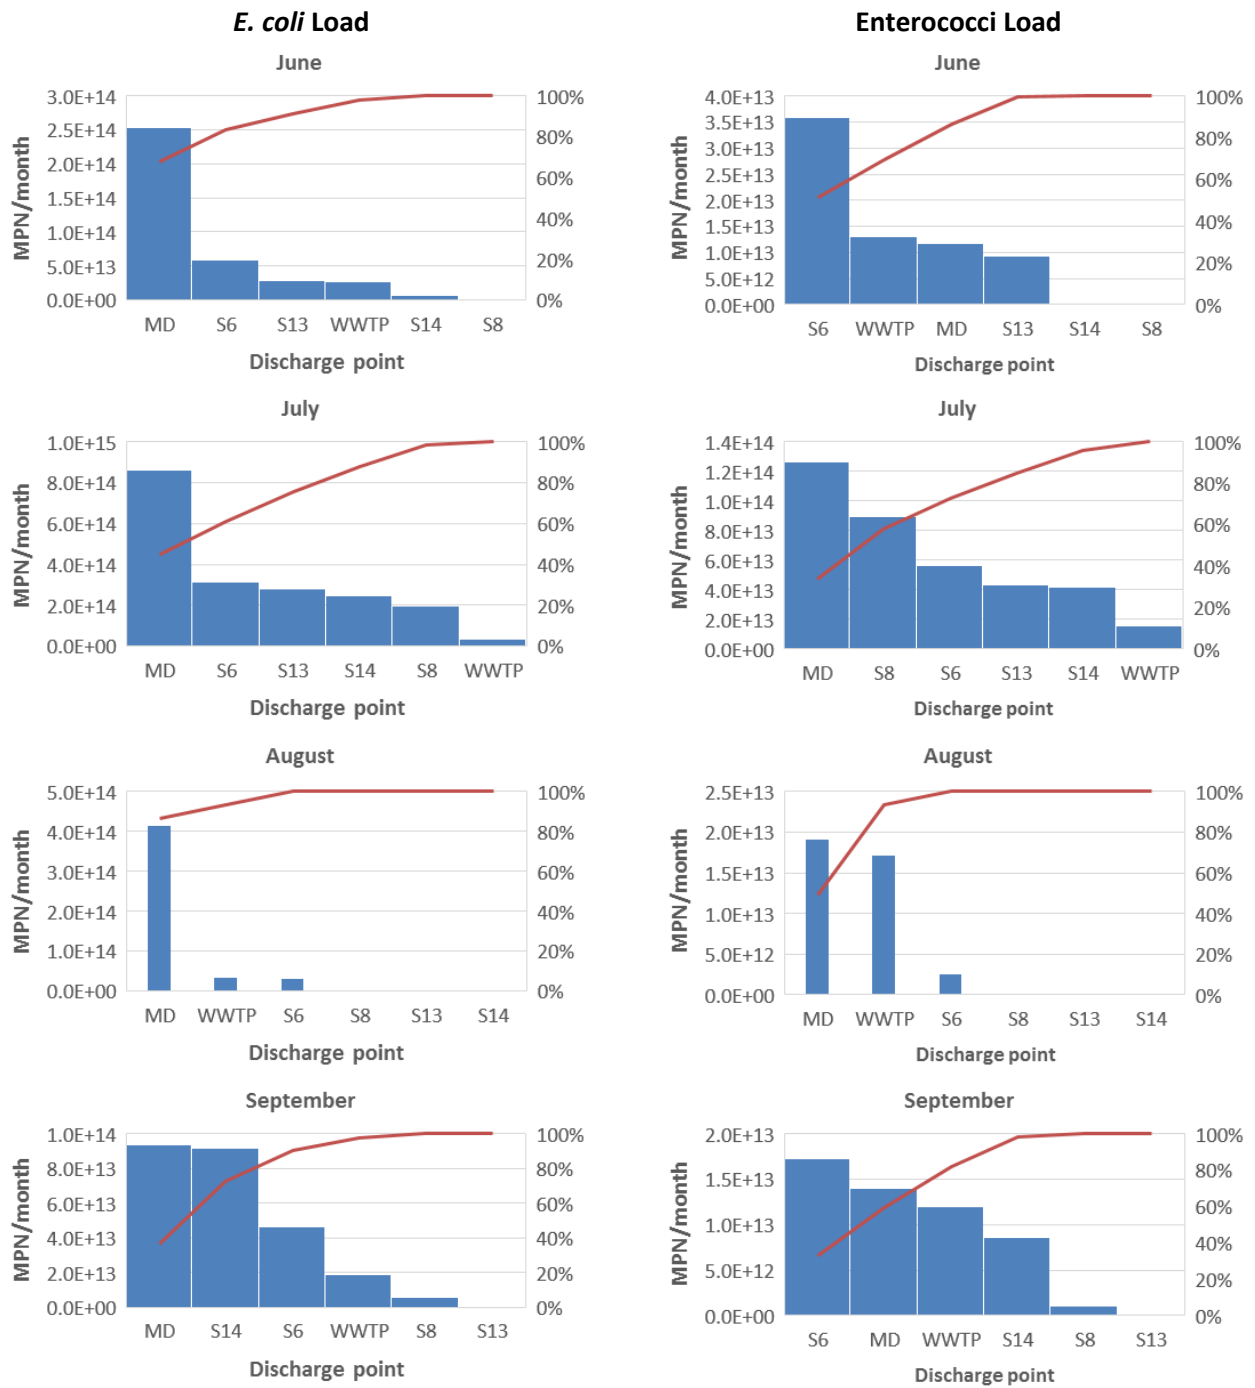 E. coli Load
June
MPN/month
3.0E+14
2.5E+14
2.0E+14
1.5E+14
1.0E+14
5.0E+13
0.0E+00
100%
80%
60%
40%
20%
0%
MD S6 S13 WWTP S14 S8
Discharge point
Enterococci Load
June
MPN/month
4.0E+13
3.5E+13
3.0E+13
2.5E+13
2.0E+13
1.5E+13
1.0E+13
5.0E+12
0.0E+00
100%
80%
60%
40%
20%
0%
S6 WWTP MD S13 S14 S8
Discharge point
July
MPN/month
1.0E+15
8.0E+14
6.0E+14
4.0E+14
2.0E+14
0.0E+00
100%
80%
60%
40%
20%
0%
MD S6 S13 S14 S8 WWTP
Discharge point
July
MPN/month
1.4E+14
1.2E+14
1.0E+14
8.0E+13
6.0E+13
4.0E+13
2.0E+13
0.0E+00
100%
80%
60%
40%
20%
0%
MD S8 S6 S13 S14 WWTP
Discharge point
August
MPN/month
5.0E+14
4.0E+14
3.0E+14
2.0E+14
1.0E+14
0.0E+00
100%
80%
60%
40%
20%
0%
MD WWTP S6 S8 S13 S14
Discharge point
August
MPN/month
2.5E+13
2.0E+13
1.5E+13
1.0E+13
5.0E+12
0.0E+00
100%
80%
60%
40%
20%
0%
MD WWTP S6 S8 S13 S14
Discharge point
September
MPN/month
1.0E+14
8.0E+13
6.0E+13
4.0E+13
2.0E+13
0.0E+00
100%
80%
60%
40%
20%
0%
MD S14 S6 WWTP S8 S13
Discharge point
September
MPN/month
2.0E+13
1.5E+13
1.0E+13
5.0E+12
0.0E+00
100%
80%
60%
40%
20%
0%
S6 MD WWTP S14 S8 S13
Discharge point